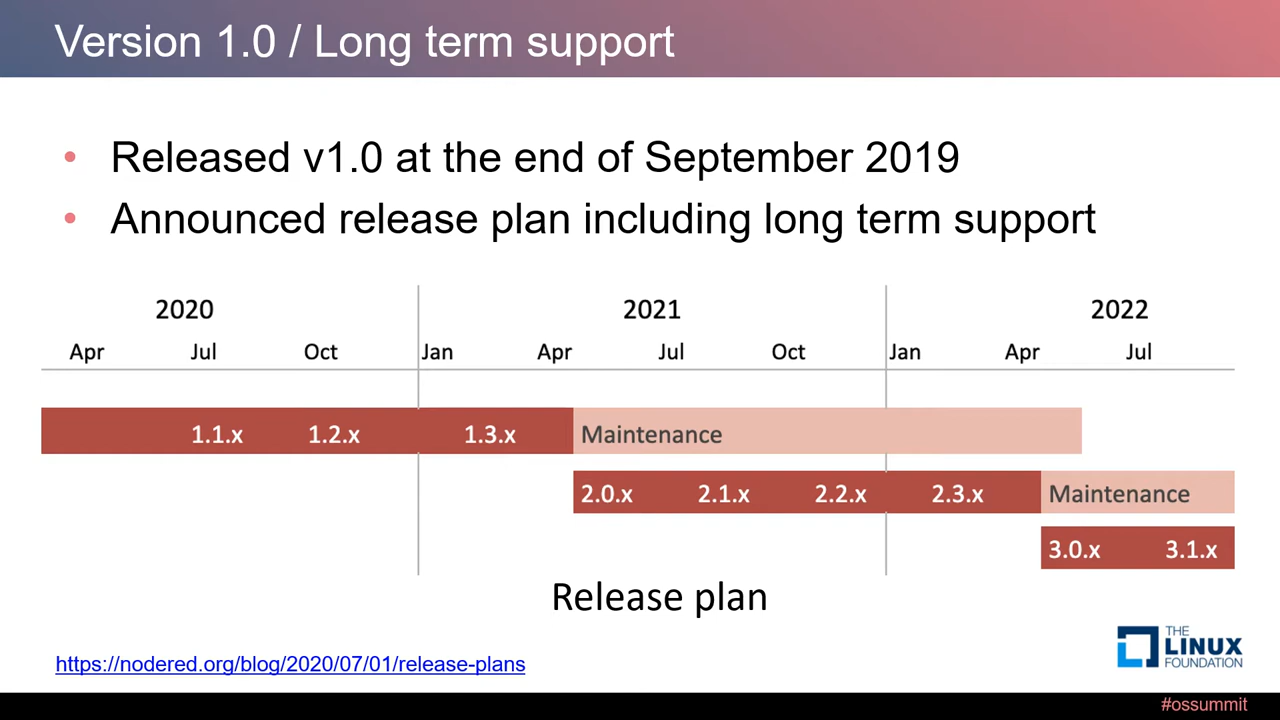 Version 1.0 / Long term support
• Released v1.0 at the end of September 2019
• Announced release plan including long term support
2020 2021 2022
Apr Jul Oct Jan Apr Jul Oct Jan Apr Jul
1.1.x 1.2.x 1.3.x Maintenance
2.0.x 2.1.x 2.2.x 2.3.x Maintenance
3.0.x 3.1.x
Release plan
https://nodered.org/blog/2020/07/01/release-plans
THE
LINUX
FOUNDATION
#ossummit